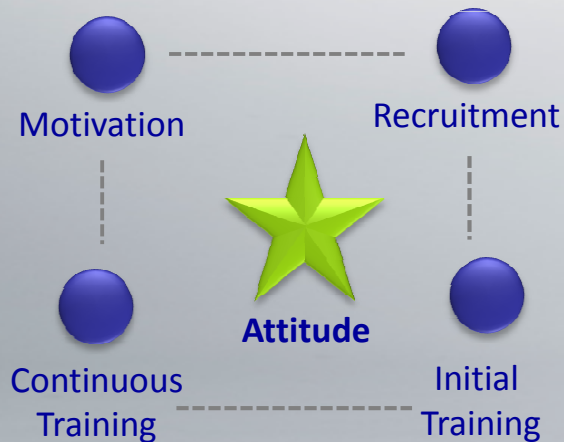 Motivation
Recruitment
Attitude
Continuous
Training
Initial
Training